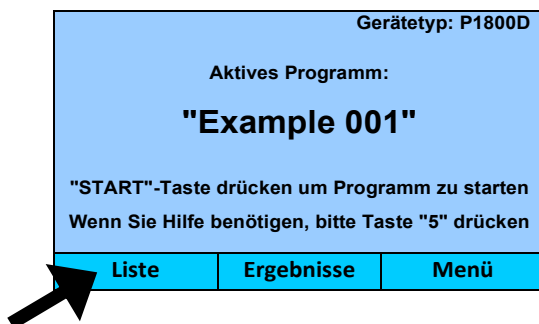 Gerätetyp: P1800D
Aktives Programm:
"Example 001"
"START"-Taste drücken um Programm zu starten
Wenn Sie Hilfe benötigen, bitte Taste "5" drücken
Liste Ergebnisse Menü